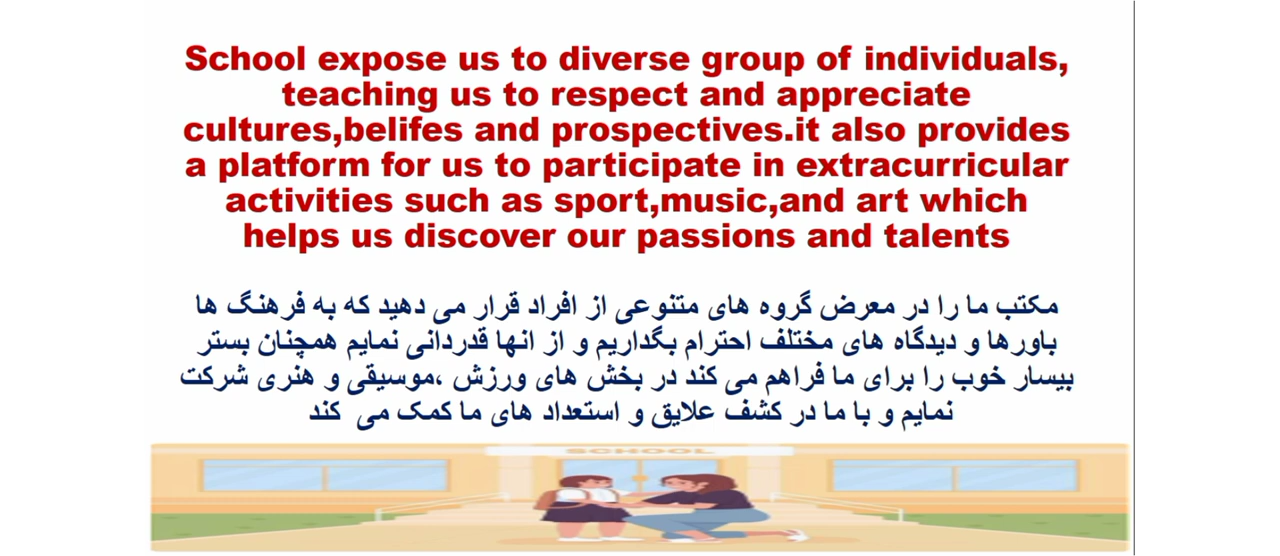 School expose us to diverse group of individuals,
teaching us to respect and appreciate
cultures,belifes and prospectives.it also provides
a platform for us to participate in extracurricular
activities such as sport,music,and art which
helps us discover our passions and talents
مکتب ما را در معرض گروه های متنوعی از افراد قرار می دهید که به فرهنگ ها
باورها و دیدگاه های مختلف احترام بگداریم و از انها قدردانی نمایم همچنان بستر
بیسار خوب را برای ما فراهم می کند در بخش های ورزش ،موسیقی و هنری شرکت
نمایم و با ما در کشف علایق و استعداد های ما کمک می کند
SCHOOL